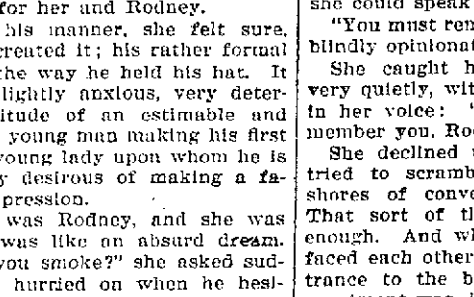 for her and Rodney.
his manner, she felt sure,
created it; his rather formal
the way he held his hat. It
lightly anxious, very deter-
itude of an estimable and
young man making his first
young lady upon whom he is
y desirous of making a fa-
pression.
was Rodney, and she was
was like an absurd dream.
you smoke?" she asked sud-
hurried on when he hesi-
she could speak
"You must rem
blindly opinionat
She caught h
very quietly, wit
in her voice: "
member you, Ro
She declined
tried to scramb
shores of conve
That sort of t
enough. And wh
faced each other
trance to the b